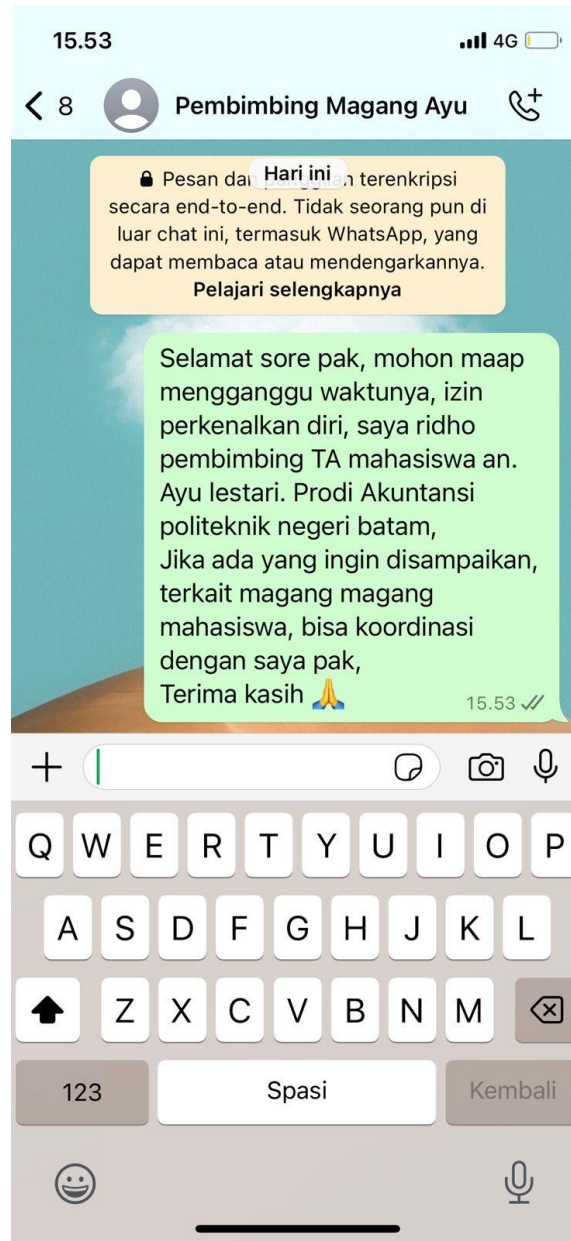 15.53
4G
8 Pembimbing Magang Ayu
Hari ini
Pesan dan terenkripsi
secara end-to-end. Tidak seorang pun di
luar chat ini, termasuk WhatsApp, yang
dapat membaca atau mendengarkannya.
Pelajari selengkapnya
Selamat sore pak, mohon maap
mengganggu waktunya, izin
perkenalkan diri, saya ridho
pembimbing TA mahasiswa an.
Ayu lestari. Prodi Akuntansi
politeknik negeri batam,
Jika ada yang ingin disampaikan,
terkait magang magang
mahasiswa, bisa koordinasi
dengan saya pak,
Terima kasih 🙏
15.53
Q W E R T Y U I O P
A S D F G H J K L
Z X C V B N M
123 Spasi Kembali